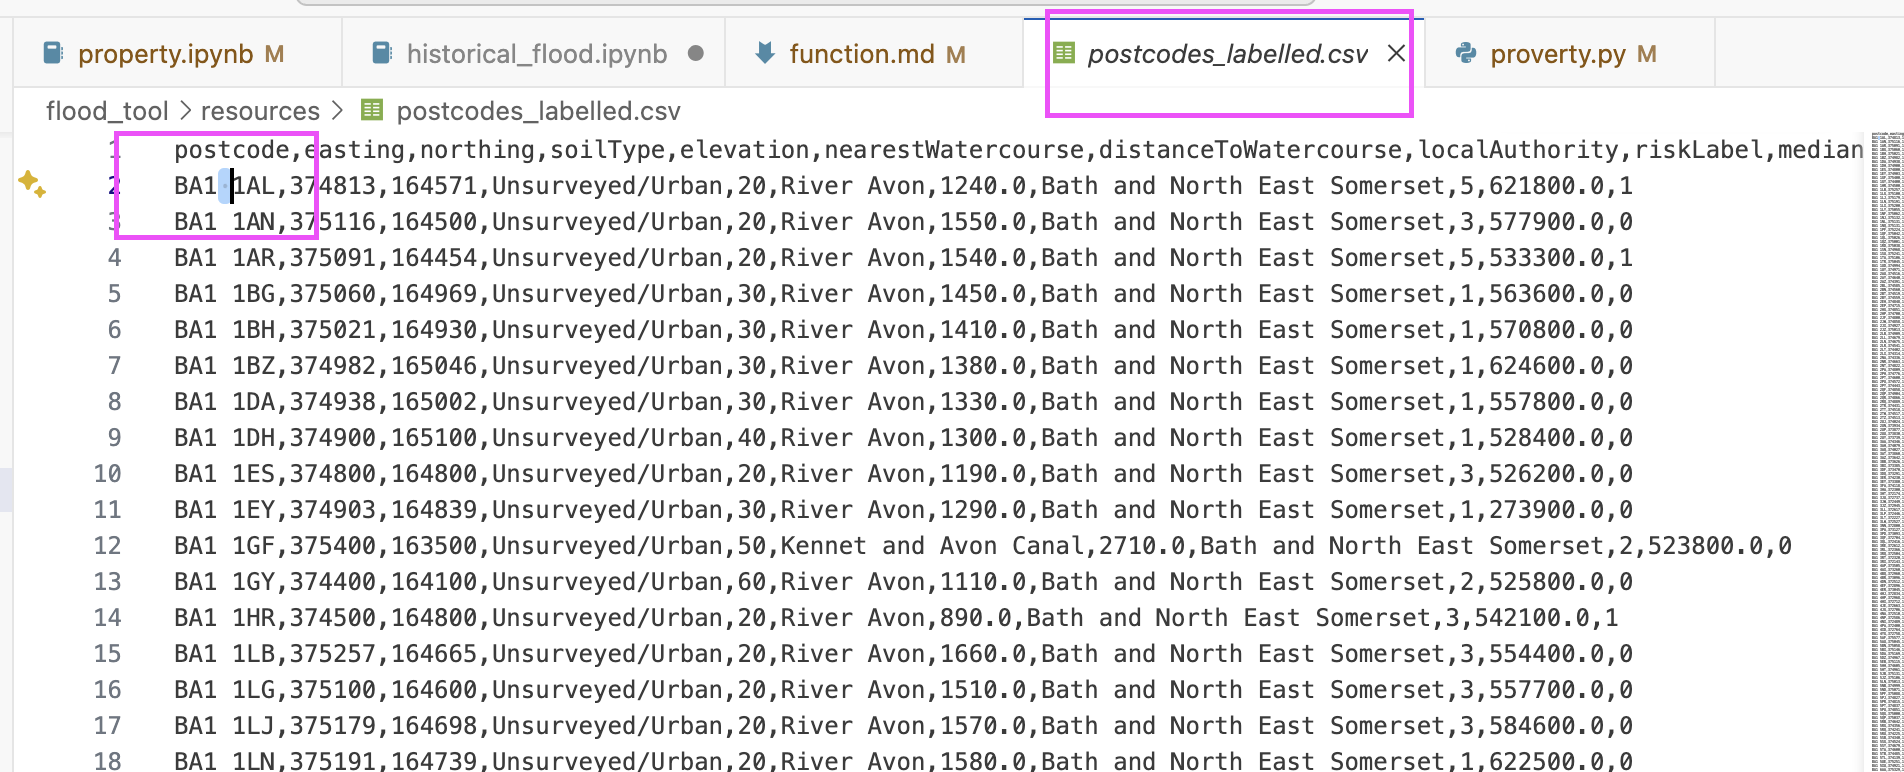 property.ipynb M historical_flood.ipynb function.md M postcodes_labelled.csv proverty.py M
flood_tool > resources > postcodes_labelled.csv
1 postcode,easting,northing,soilType,elevation,nearestWatercourse,distanceToWatercourse,localAuthority,riskLabel,median
2 BA1 1AL,374813,164571,Unsurveyed/Urban,20,River Avon,1240.0,Bath and North East Somerset,5,621800.0,1
3 BA1 1AN,375116,164500,Unsurveyed/Urban,20,River Avon,1550.0,Bath and North East Somerset,3,577900.0,0
4 BA1 1AR,375091,164454,Unsurveyed/Urban,20,River Avon,1540.0,Bath and North East Somerset,5,533300.0,1
5 BA1 1BG,375060,164969,Unsurveyed/Urban,30,River Avon,1450.0,Bath and North East Somerset,1,563600.0,0
6 BA1 1BH,375021,164930,Unsurveyed/Urban,30,River Avon,1410.0,Bath and North East Somerset,1,570800.0,0
7 BA1 1BZ,374982,165046,Unsurveyed/Urban,30,River Avon,1380.0,Bath and North East Somerset,1,624600.0,0
8 BA1 1DA,374938,165002,Unsurveyed/Urban,30,River Avon,1330.0,Bath and North East Somerset,1,557800.0,0
9 BA1 1DH,374900,165100,Unsurveyed/Urban,40,River Avon,1300.0,Bath and North East Somerset,1,528400.0,0
10 BA1 1ES,374800,164800,Unsurveyed/Urban,20,River Avon,1190.0,Bath and North East Somerset,3,526200.0,0
11 BA1 1EY,374903,164839,Unsurveyed/Urban,30,River Avon,1290.0,Bath and North East Somerset,1,273900.0,0
12 BA1 1GF,375400,163500,Unsurveyed/Urban,50,Kennet and Avon Canal,2710.0,Bath and North East Somerset,2,523800.0,0
13 BA1 1GY,374400,164100,Unsurveyed/Urban,60,River Avon,1110.0,Bath and North East Somerset,2,525800.0,0
14 BA1 1HR,374500,164800,Unsurveyed/Urban,20,River Avon,890.0,Bath and North East Somerset,3,542100.0,1
15 BA1 1LB,375257,164665,Unsurveyed/Urban,20,River Avon,1660.0,Bath and North East Somerset,3,554400.0,0
16 BA1 1LG,375100,164600,Unsurveyed/Urban,20,River Avon,1510.0,Bath and North East Somerset,3,557700.0,0
17 BA1 1LJ,375179,164698,Unsurveyed/Urban,20,River Avon,1570.0,Bath and North East Somerset,3,584600.0,0
18 BA1 1LN,375191,164739,Unsurveyed/Urban,20,River Avon,1580.0,Bath and North East Somerset,1,622500.0,0